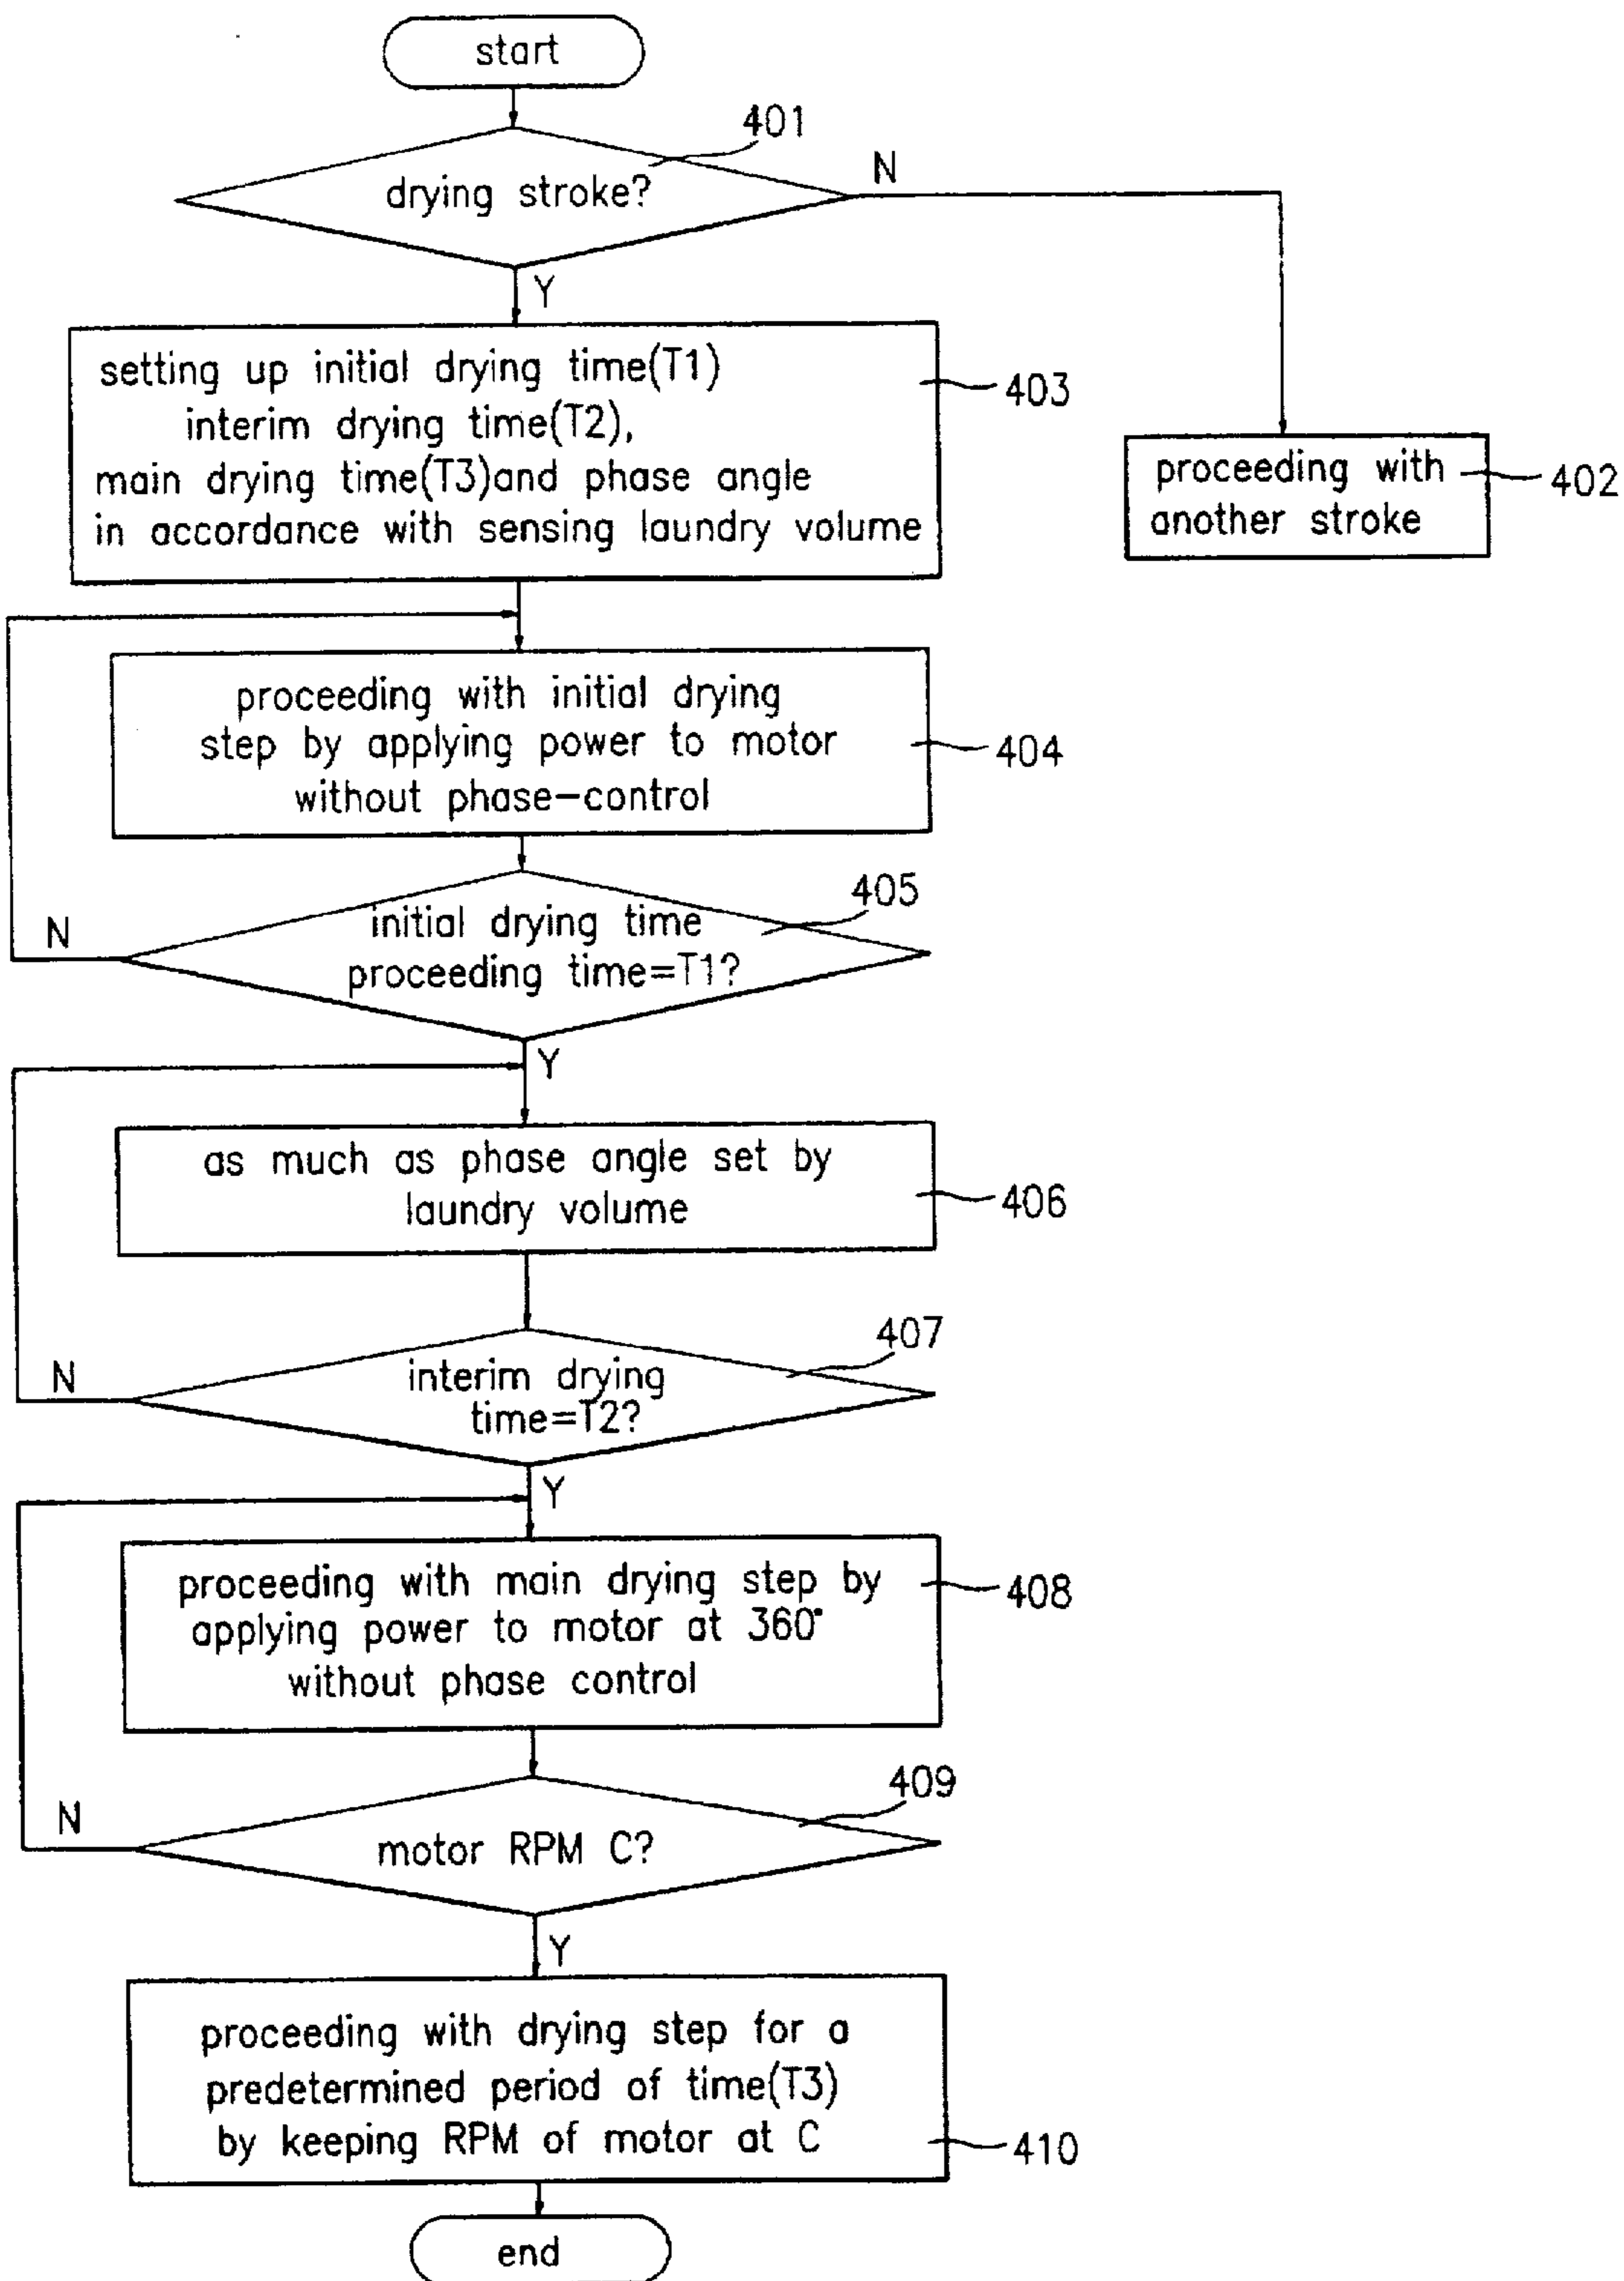 start
401
drying stroke?
N
Y
setting up initial drying time(T1)
interim drying time(T2),
main drying time(T3)and phase angle
in accordance with sensing laundry volume
403
proceeding with
another stroke
402
proceeding with initial drying
step by applying power to motor
without phase-control
404
405
initial drying time
proceeding time=T1?
N
Y
as much as phase angle set by
laundry volume
406
407
interim drying
time=T2?
N
Y
proceeding with main drying step by
applying power to motor at 360°
without phase control
408
409
motor RPM C?
N
Y
proceeding with drying step for a
predetermined period of time(T3)
by keeping RPM of motor at C
410
end